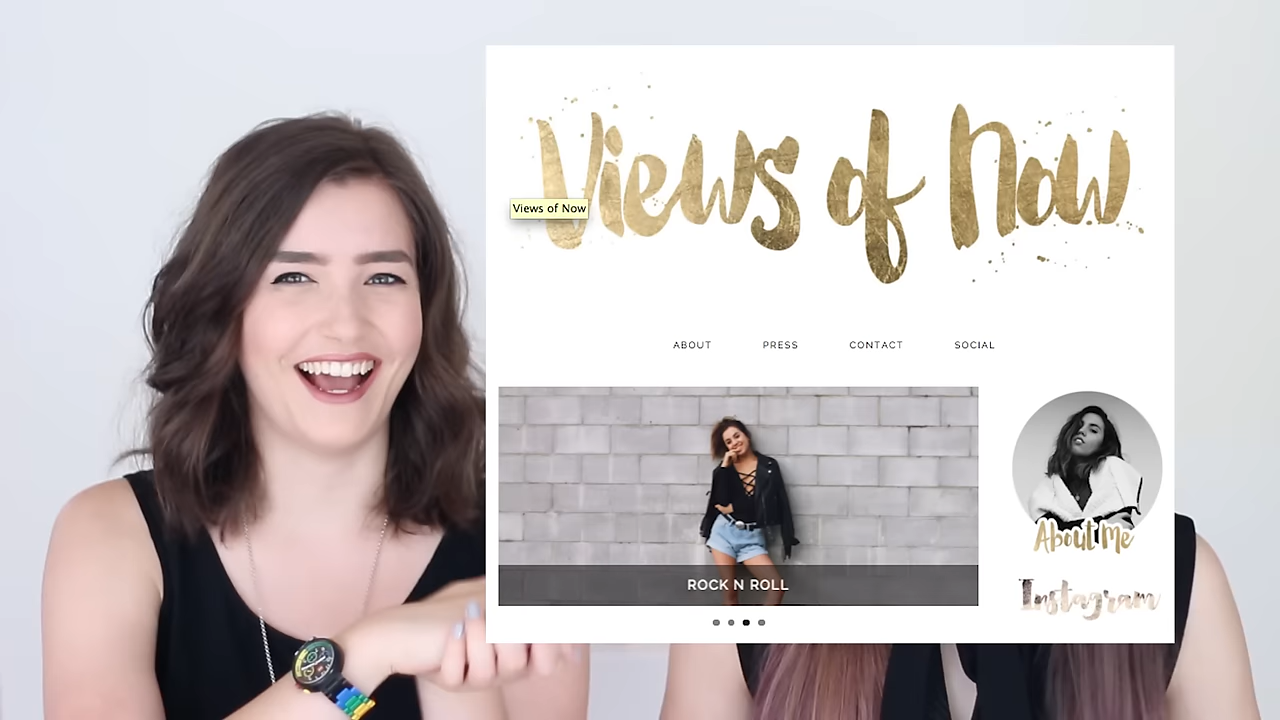 Views of Now
Views of Now
ABOUT PRESS CONTACT SOCIAL
ROCK N ROLL
About Me
Instagram